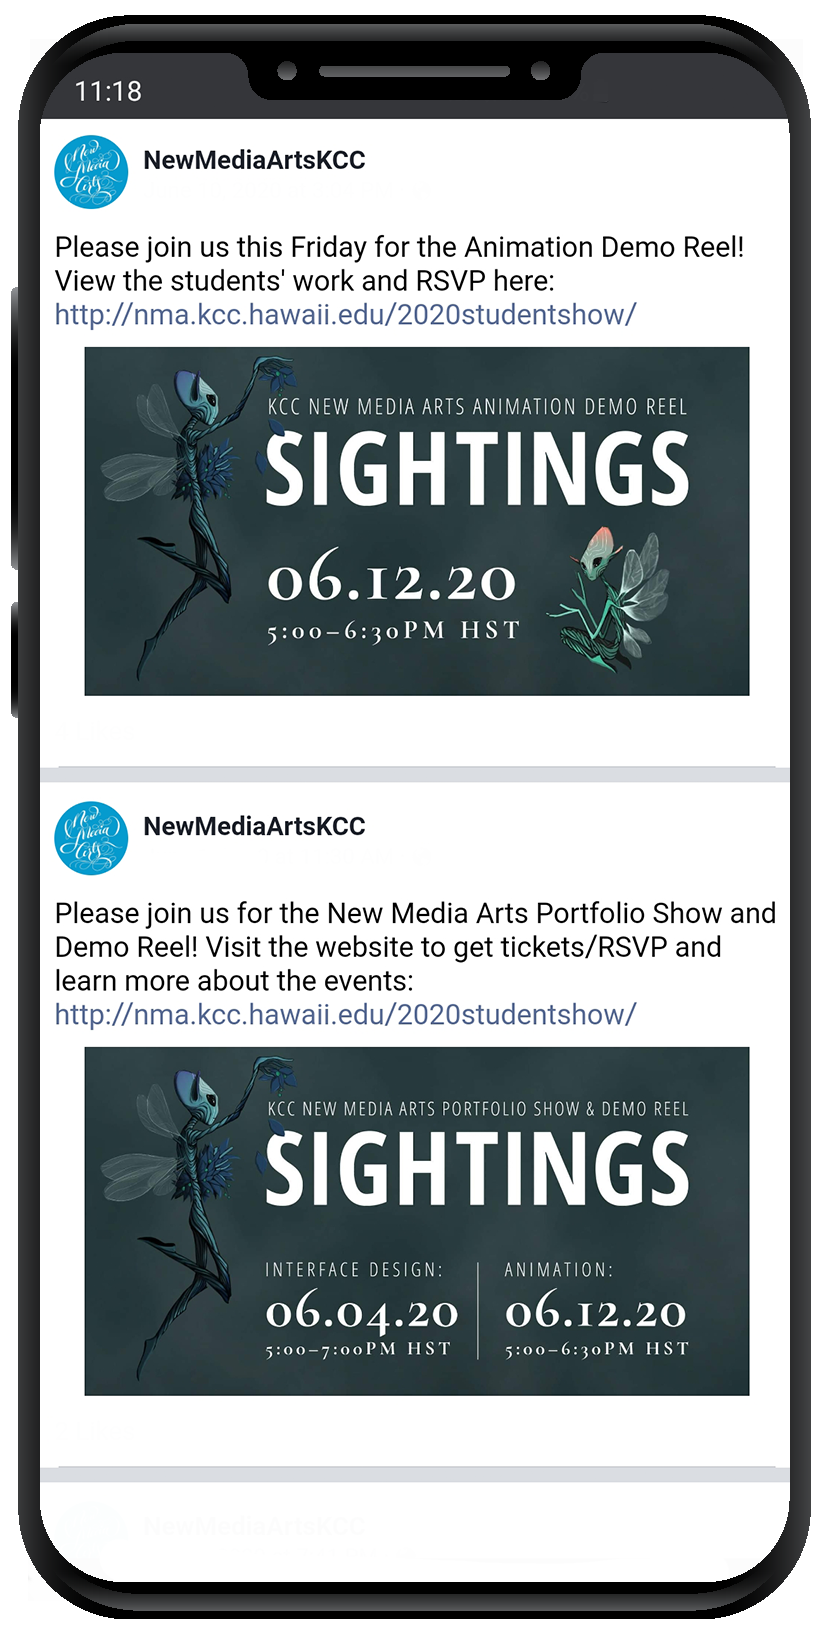 11:18
New
Media
Arts
NewMediaArtsKCC
Please join us this Friday for the Animation Demo Reel!
View the students' work and RSVP here:
http://nma.kcc.hawaii.edu/2020studentshow/
KCC NEW MEDIA ARTS ANIMATION DEMO REEL
SIGHTINGS
06.12.20
5:00–6:30PM HST
New
Media
Arts
NewMediaArtsKCC
Please join us for the New Media Arts Portfolio Show and
Demo Reel! Visit the website to get tickets/RSVP and
learn more about the events:
http://nma.kcc.hawaii.edu/2020studentshow/
KCC NEW MEDIA ARTS PORTFOLIO SHOW & DEMO REEL
SIGHTINGS
INTERFACE DESIGN:
06.04.20
5:00–7:00PM HST
ANIMATION:
06.12.20
5:00–6:30PM HST
NewMediaArtsKCC